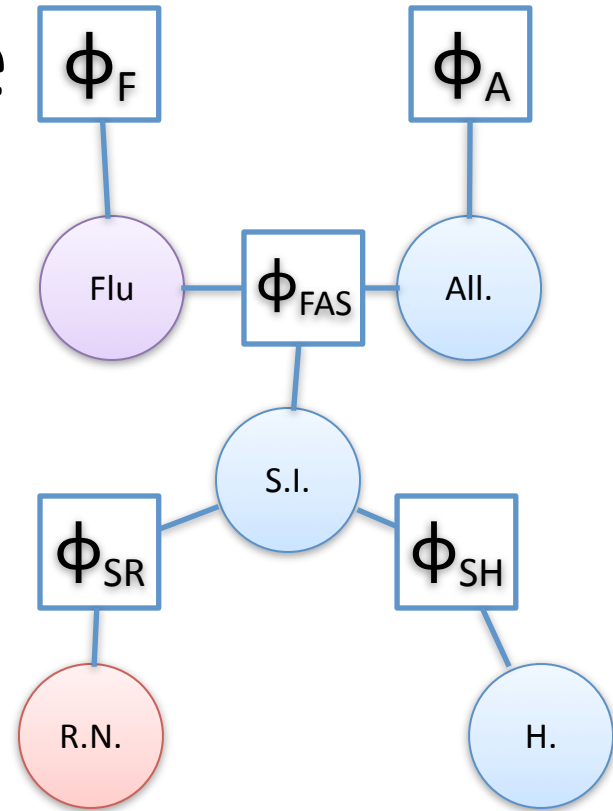 e
ϕF ϕA
Flu ϕFAS All.
S.I.
ϕSR ϕSH
R.N. H.